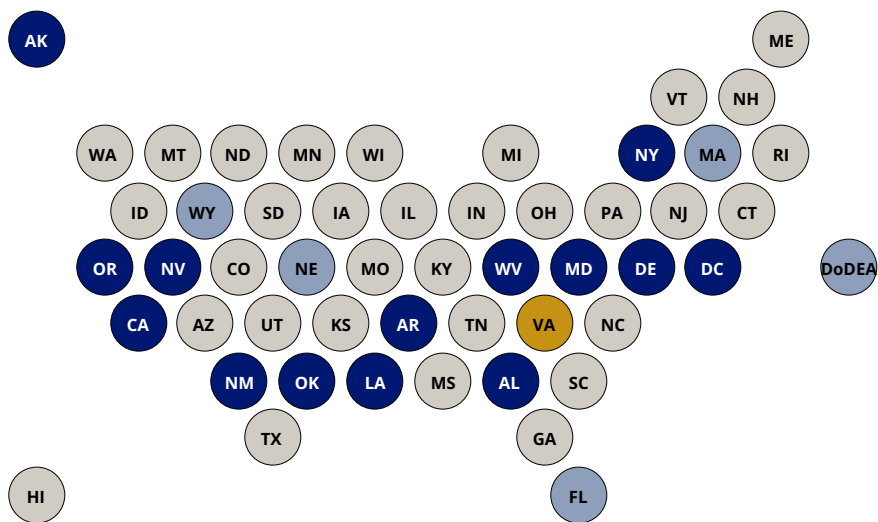 AK ME
VT NH
WA MT ND MN WI MI NY MA RI
ID WY SD IA IL IN OH PA NJ CT
OR NV CO NE MO KY WV MD DE DC DoDEA
CA AZ UT KS AR TN VA NC
NM OK LA MS AL SC
TX GA
HI FL